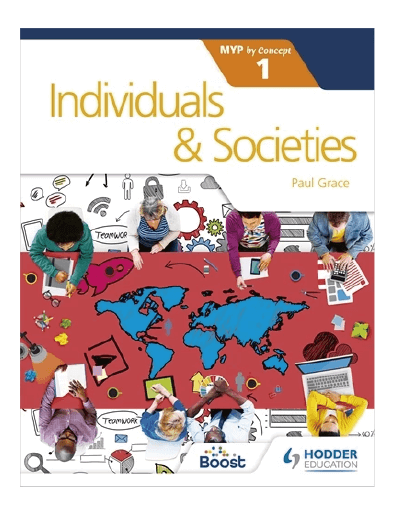 MYP by Concept
1
Individuals
& Societies
Paul Grace
TEAMWORK
TEAMWORK
Boost
HODDER
EDUCATION